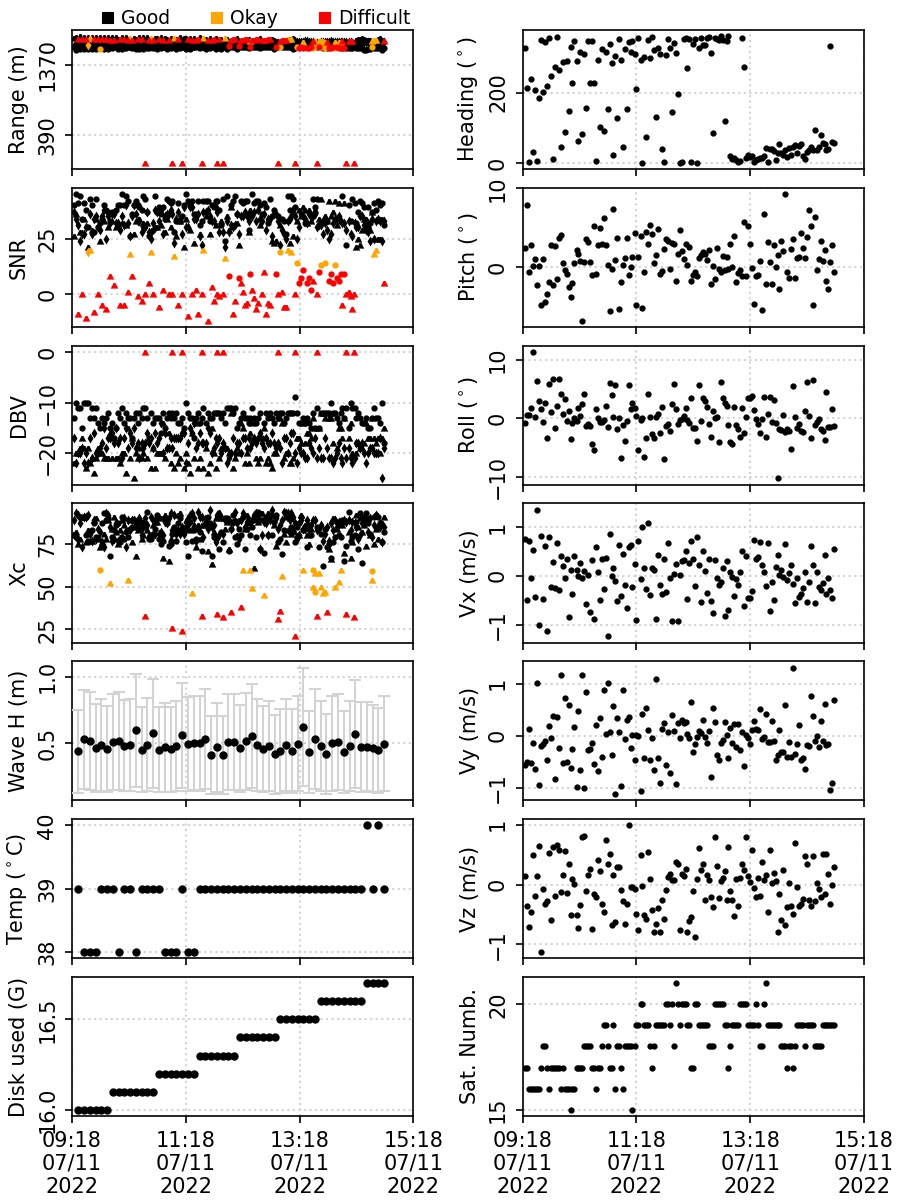 Good Okay Difficult
Range (m)
1370
390
Heading (°)
200
0
SNR
25
0
Pitch (°)
10
0
DBV
0
−10
−20
Roll (°)
10
0
−10
Xc
75
50
25
Vx (m/s)
1
0
−1
Wave H (m)
1.0
0.5
Vy (m/s)
1
0
−1
Temp (°C)
40
39
38
Vz (m/s)
1
0
−1
Disk used (G)
16.5
16.0
Sat. Numb.
20
15
09:18 11:18 13:18 15:18
07/11 07/11 07/11 07/11
2022 2022 2022 2022
09:18 11:18 13:18 15:18
07/11 07/11 07/11 07/11
2022 2022 2022 2022